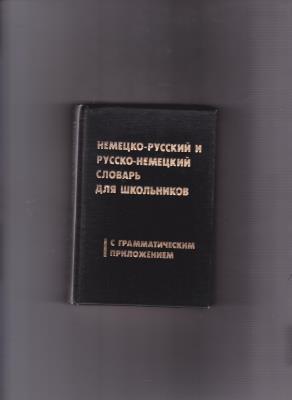 НЕМЕЦКО-РУССКИЙ И
РУССКО-НЕМЕЦКИЙ
СЛОВАРЬ
ДЛЯ ШКОЛЬНИКОВ
С ГРАММАТИЧЕСКИМ
ПРИЛОЖЕНИЕМ